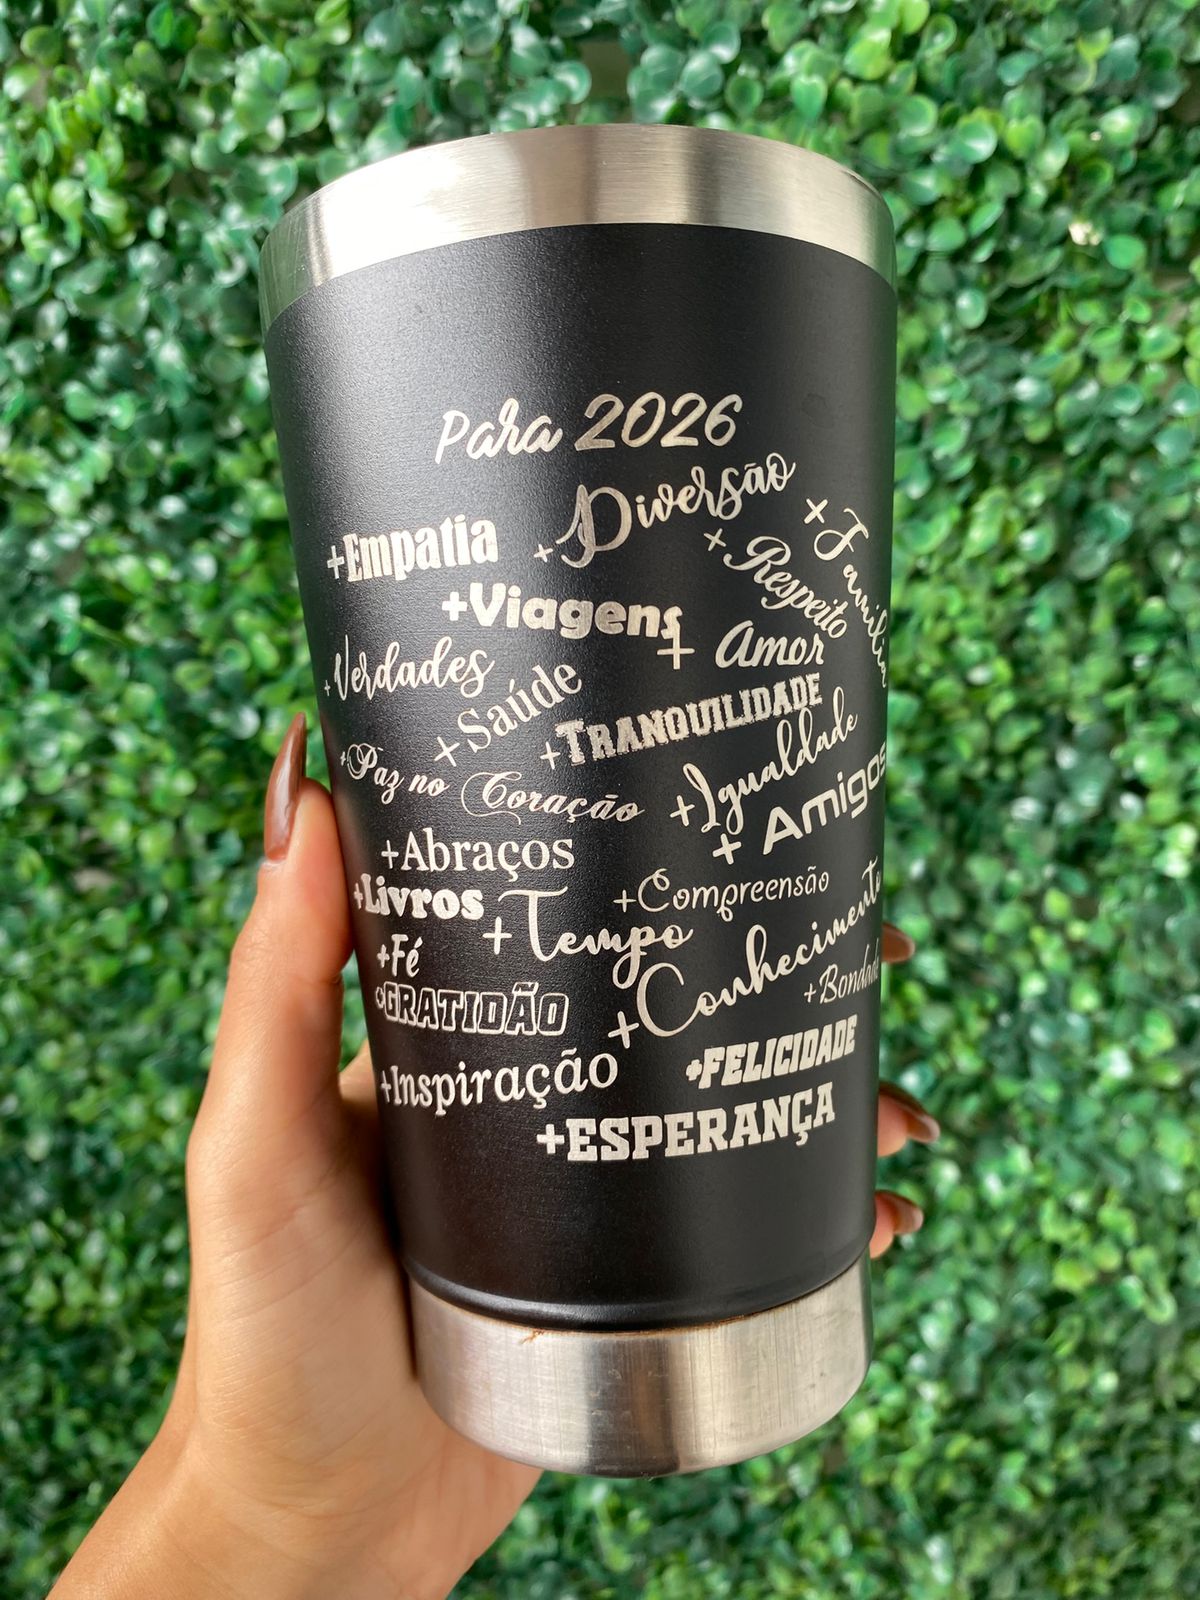 Para 2026
+Diversão
+Família
+Empatia
+Respeito
+Viagens
+ Amor
+Verdades
+ Saúde
+TRANQUILIDADE
+Paz no Coração
+Igualdade
+ Amigos
+Abraços
+Livros
+Tempo
+Compreensão
+Fé
+Conhecimento
+Bondade
+GRATIDÃO
+Inspiração
+FELICIDADE
+ESPERANÇA